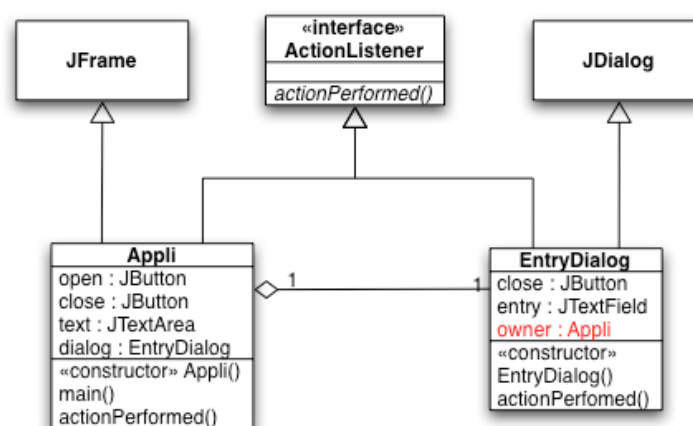 JFrame
«interface»
ActionListener
actionPerformed()
JDialog
Appli
open : JButton
close : JButton
text : JTextArea
dialog : EntryDialog
«constructor» Appli()
main()
actionPerformed()
1
1
EntryDialog
close : JButton
entry : JTextField
owner : Appli
«constructor»
EntryDialog()
actionPerfomed()